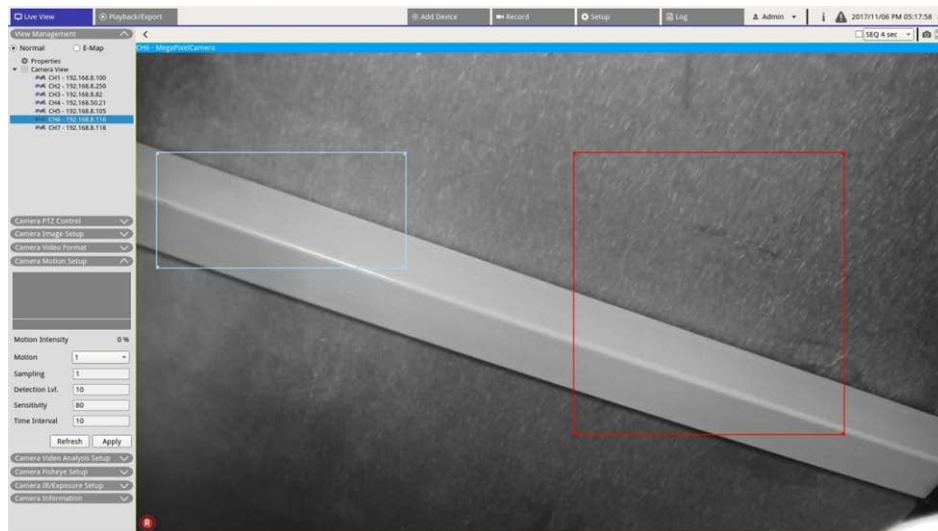 Live View
Playback/Export
Add Device
Record
Setup
Log
Admin
i
2017/11/06 PM 05:17:58
View Management
SEQ 4 sec
Normal
E-Map
CH6 - MegaPixelCamera
Properties
Camera View
CH1 - 192.168.8.100
CH2 - 192.168.8.250
CH3 - 192.168.8.82
CH4 - 192.168.50.21
CH5 - 192.168.8.105
CH6 - 192.168.8.116
CH7 - 192.168.8.118
Camera PTZ Control
Camera Image Setup
Camera Video Format
Camera Motion Setup
Motion Intensity 0 %
Motion 1
Sampling 1
Detection Lvl. 10
Sensitivity 80
Time Interval 10
Refresh Apply
Camera Video Analysis Setup
Camera Fisheye Setup
Camera IR/Exposure Setup
Camera Information
R